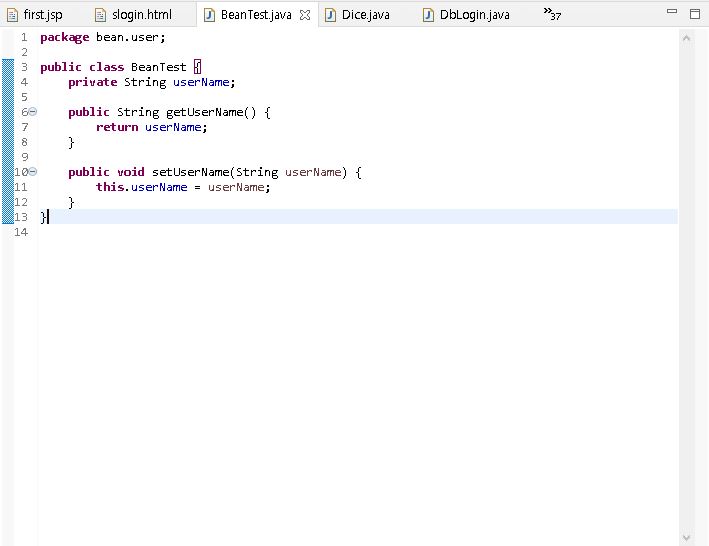 first.jsp slogin.html BeanTest.java Dice.java DbLogin.java »37
1 package bean.user;
2
3 public class BeanTest {
4 private String userName;
5
6 public String getUserName() {
7 return userName;
8 }
9
10 public void setUserName(String userName) {
11 this.userName = userName;
12 }
13 }
14